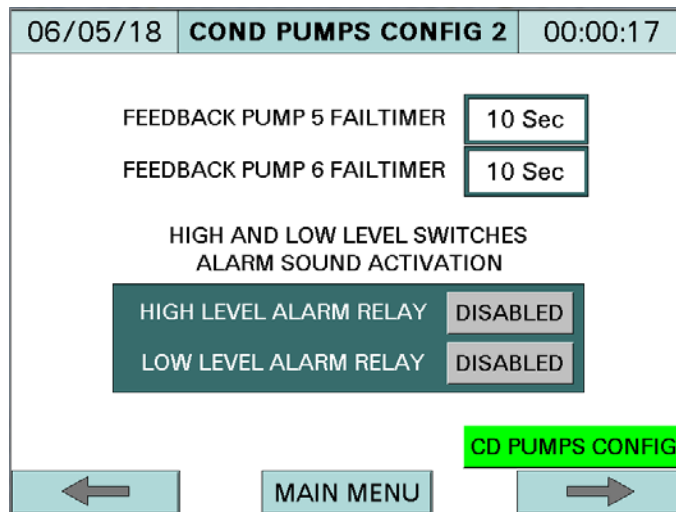 06/05/18 COND PUMPS CONFIG 2 00:00:17
FEEDBACK PUMP 5 FAILTIMER 10 Sec
FEEDBACK PUMP 6 FAILTIMER 10 Sec
HIGH AND LOW LEVEL SWITCHES
ALARM SOUND ACTIVATION
HIGH LEVEL ALARM RELAY DISABLED
LOW LEVEL ALARM RELAY DISABLED
CD PUMPS CONFIG
MAIN MENU